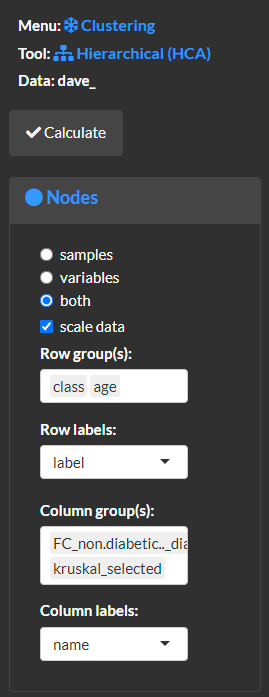 Menu: Clustering
Tool: Hierarchical (HCA)
Data: dave_
Calculate
Nodes
samples
variables
both
scale data
Row group(s):
class age
Row labels:
label
Column group(s):
FC_non.diabetic.._dia
kruskal_selected
Column labels:
name